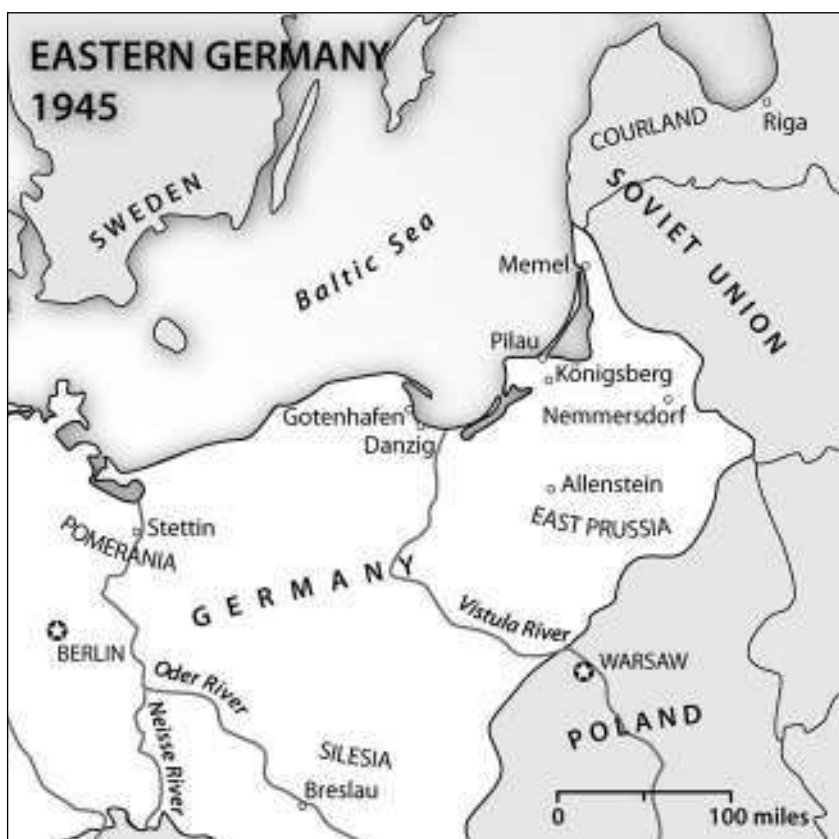 EASTERN GERMANY
1945
COURLAND
Riga
SWEDEN
SOVIET UNION
Baltic Sea
Memel
Pilau
Königsberg
Nemmersdorf
Gotenhafen
Danzig
Allenstein
EAST PRUSSIA
Stettin
POMERANIA
GERMANY
Vistula River
BERLIN
WARSAW
Oder River
Neisse River
POLAND
SILESIA
Breslau
0 100 miles